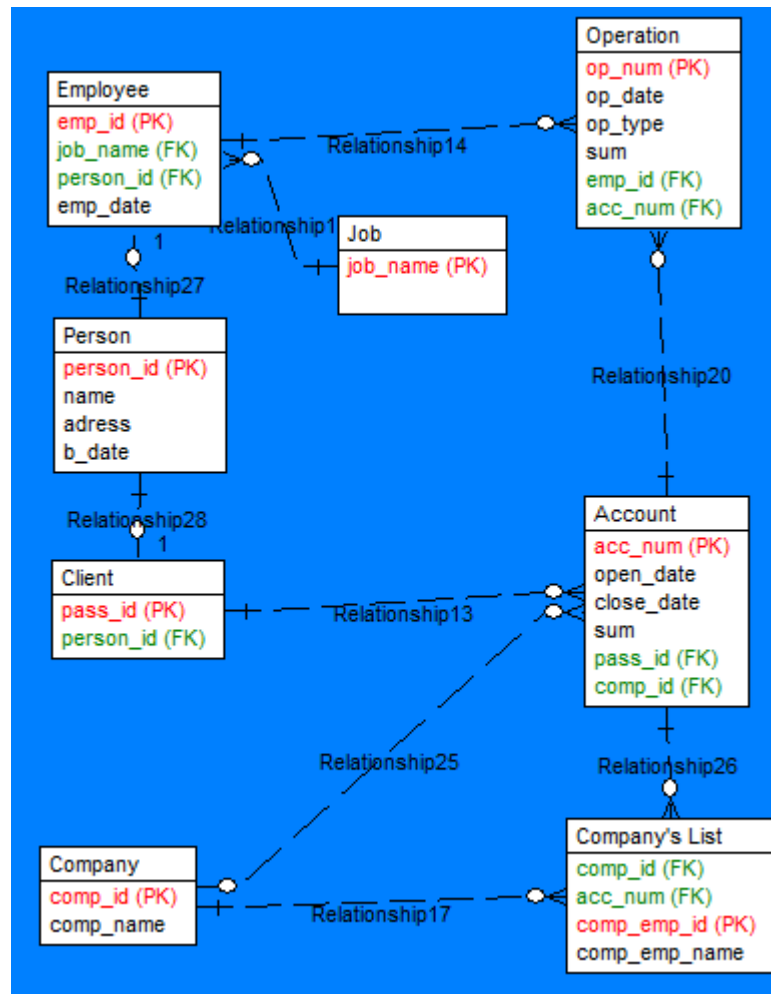 Employee
emp_id (PK)
job_name (FK)
person_id (FK)
emp_date
Operation
op_num (PK)
op_date
op_type
sum
emp_id (FK)
acc_num (FK)
Relationship14
Relationship1
Job
job_name (PK)
1
Relationship27
Person
person_id (PK)
name
adress
b_date
Relationship20
Relationship28
1
Client
pass_id (PK)
person_id (FK)
Relationship13
Account
acc_num (PK)
open_date
close_date
sum
pass_id (FK)
comp_id (FK)
Relationship25
Relationship26
Company
comp_id (PK)
comp_name
Relationship17
Company's List
comp_id (FK)
acc_num (FK)
comp_emp_id (PK)
comp_emp_name